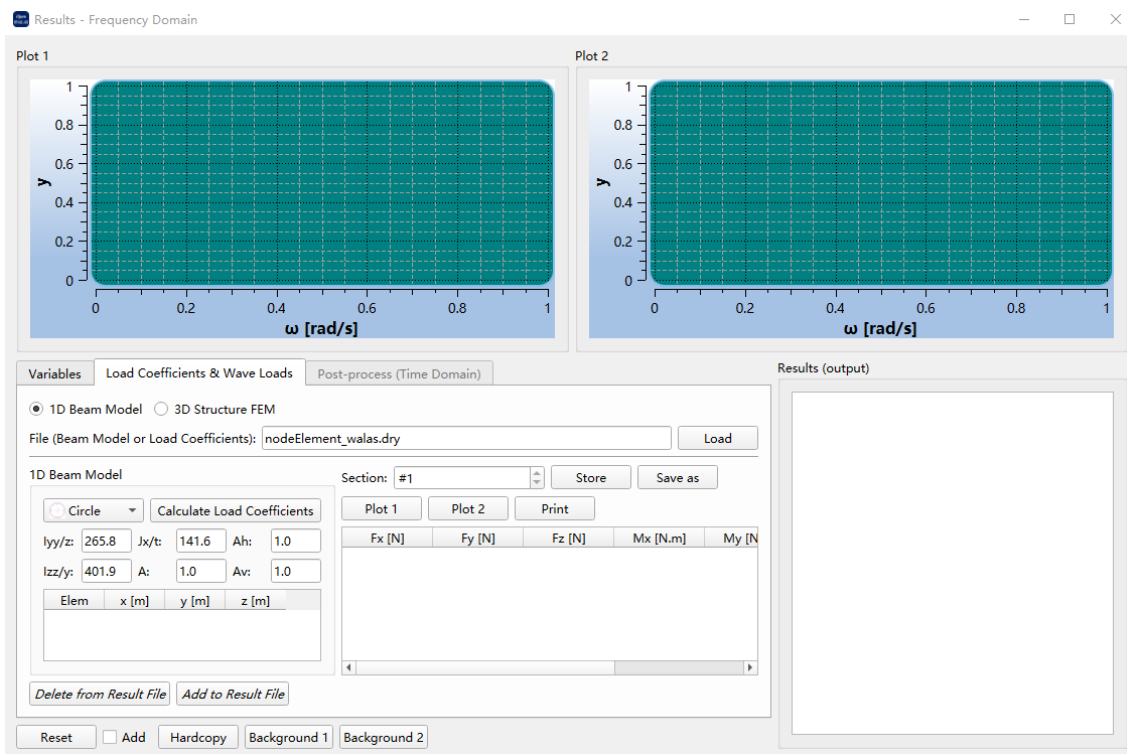 Results - Frequency Domain
Plot 1
Plot 2
1
0.8
0.6
0.4
0.2
0
y
0 0.2 0.4 0.6 0.8 1
ω [rad/s]
1
0.8
0.6
0.4
0.2
0
y
0 0.2 0.4 0.6 0.8 1
ω [rad/s]
Variables Load Coefficients & Wave Loads Post-process (Time Domain)
1D Beam Model 3D Structure FEM
File (Beam Model or Load Coefficients): nodeElement_walas.dry Load
1D Beam Model
Circle Calculate Load Coefficients
Iyy/z: 265.8 Jx/t: 141.6 Ah: 1.0
Izz/y: 401.9 A: 1.0 Av: 1.0
Elem x [m] y [m] z [m]
Delete from Result File Add to Result File
Section: #1 Store Save as
Plot 1 Plot 2 Print
Fx [N] Fy [N] Fz [N] Mx [N.m] My [N
Results (output)
Reset Add Hardcopy Background 1 Background 2